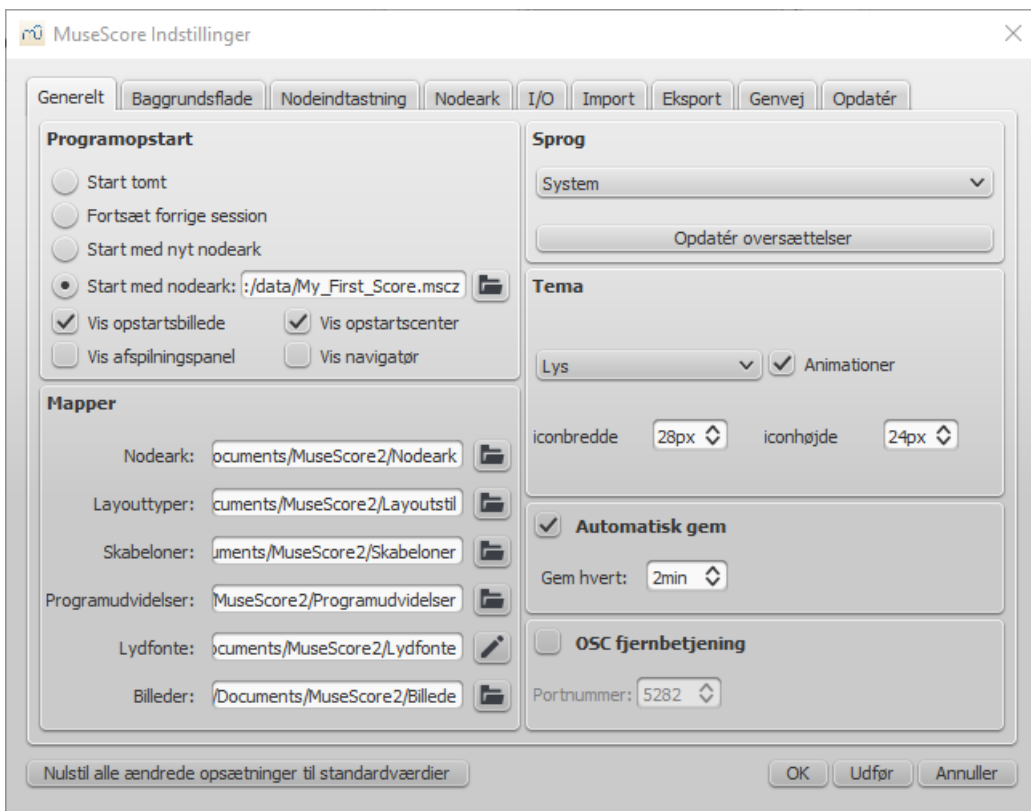 MuseScore Indstillinger
Generelt Baggrundsflade Nodeindtastning Nodeark I/O Import Eksport Genvej Opdatér
Programopstart
Start tomt
Fortsæt forrige session
Start med nyt nodeark
Start med nodeark: :/data/My_First_Score.mscz
Vis opstartsbillede Vis opstartscenter
Vis afspilningspanel Vis navigatør
Mapper
Nodeark: ocuments/MuseScore2/Nodeark
Layouttyper: cuments/MuseScore2/Layoutstil
Skabeloner: uments/MuseScore2/Skabeloner
Programudvidelser: MuseScore2/Programudvidelser
Lydfonte: ocuments/MuseScore2/Lydfonte
Billeder: /Documents/MuseScore2/Billede
Sprog
System
Opdatér oversættelser
Tema
Lys Animationer
iconbredde 28px iconhøjde 24px
Automatisk gem
Gem hvert: 2min
OSC fjernbetjening
Portnummer: 5282
Nulstil alle ændrede opsætninger til standardværdier OK Udfør Annuller